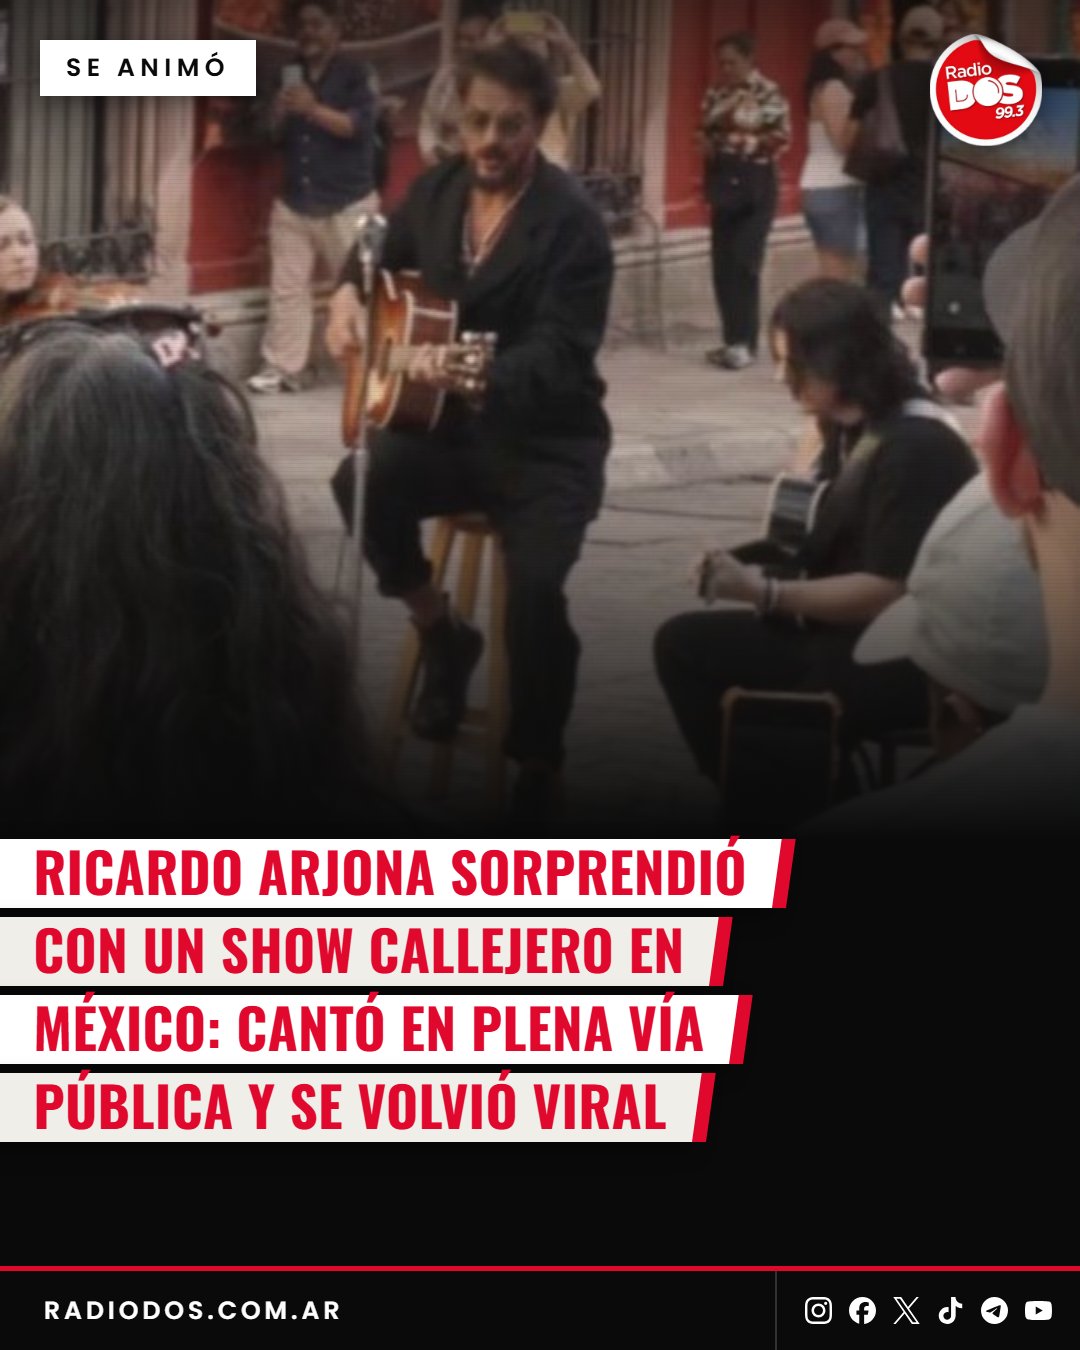 SE ANIMÓ
Radio
DOS
99.3
RICARDO ARJONA SORPRENDIÓ
CON UN SHOW CALLEJERO EN
MÉXICO: CANTÓ EN PLENA VÍA
PÚBLICA Y SE VOLVIÓ VIRAL
RADIODOS.COM.AR